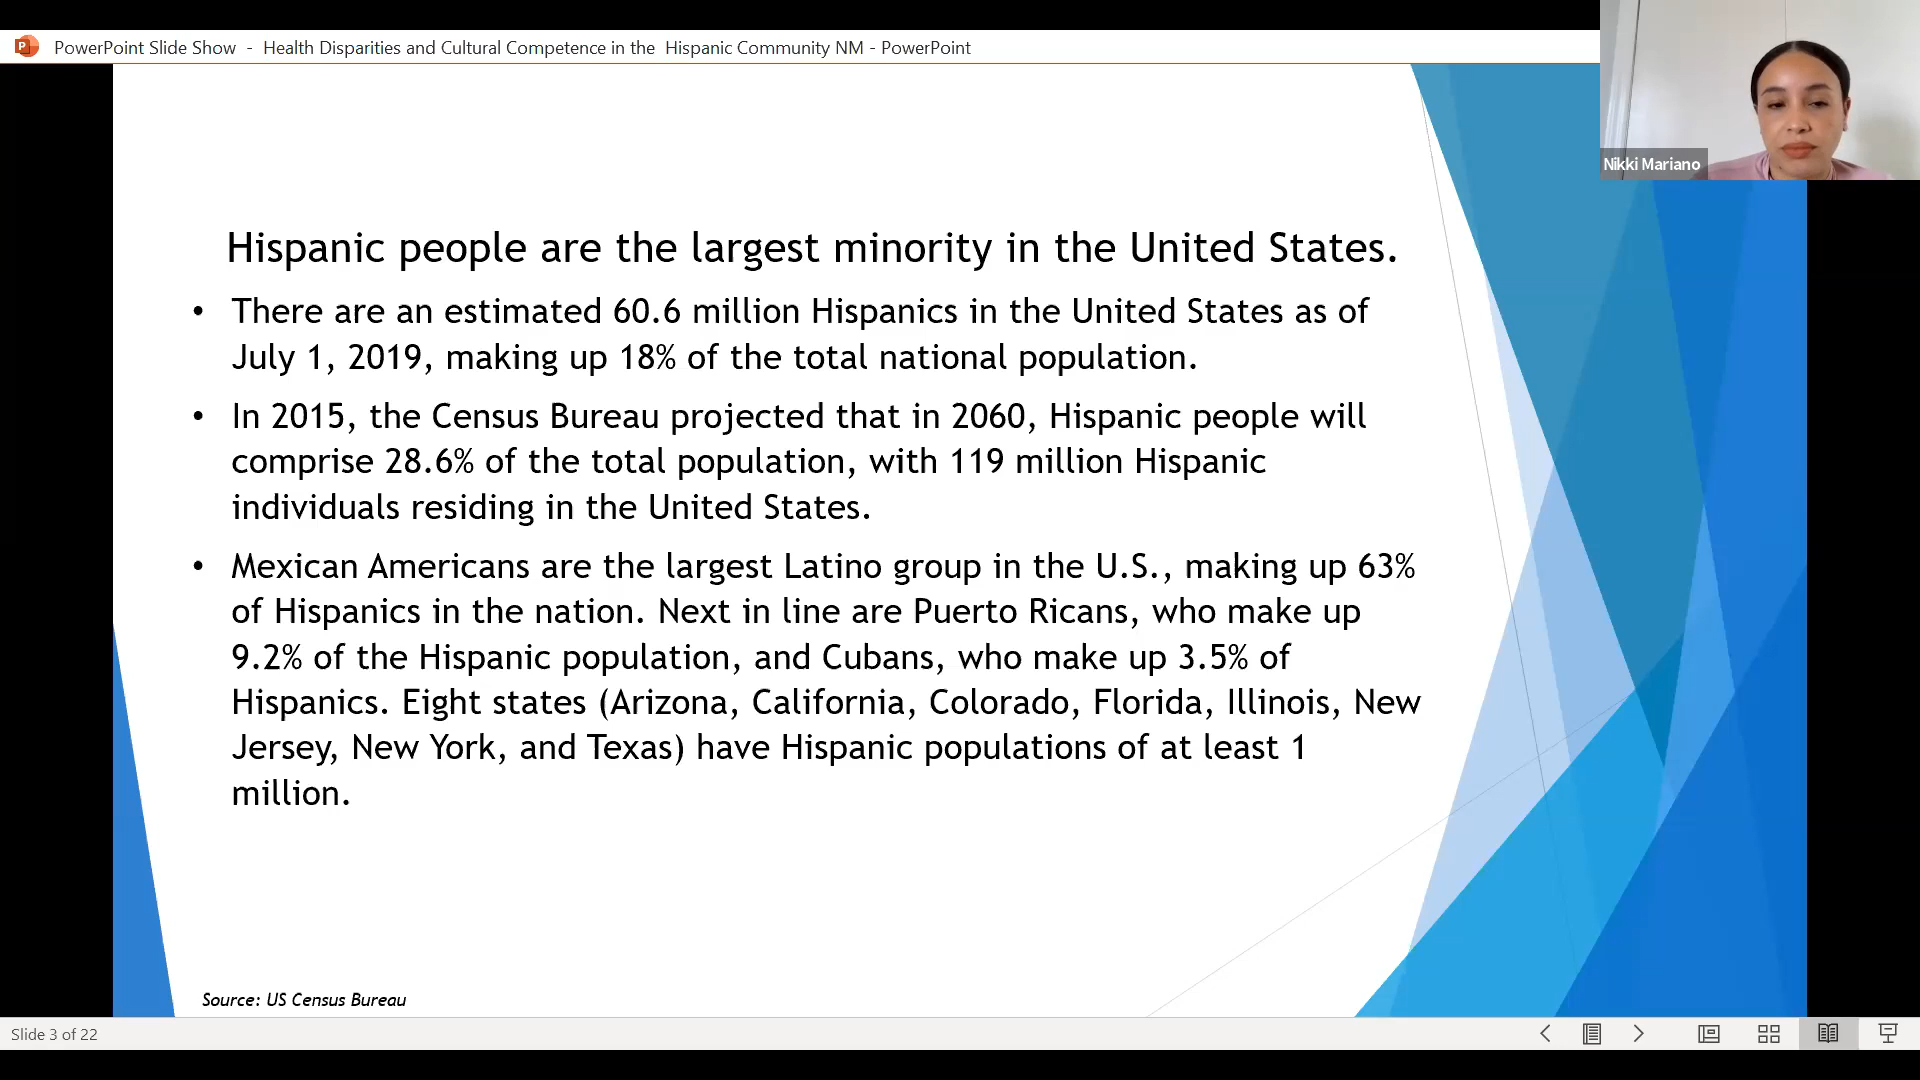 PowerPoint Slide Show - Health Disparities and Cultural Competence in the Hispanic Community NM - PowerPoint
Nikki Mariano
Hispanic people are the largest minority in the United States.
• There are an estimated 60.6 million Hispanics in the United States as of
July 1, 2019, making up 18% of the total national population.
• In 2015, the Census Bureau projected that in 2060, Hispanic people will
comprise 28.6% of the total population, with 119 million Hispanic
individuals residing in the United States.
• Mexican Americans are the largest Latino group in the U.S., making up 63%
of Hispanics in the nation. Next in line are Puerto Ricans, who make up
9.2% of the Hispanic population, and Cubans, who make up 3.5% of
Hispanics. Eight states (Arizona, California, Colorado, Florida, Illinois, New
Jersey, New York, and Texas) have Hispanic populations of at least 1
million.
Source: US Census Bureau
Slide 3 of 22